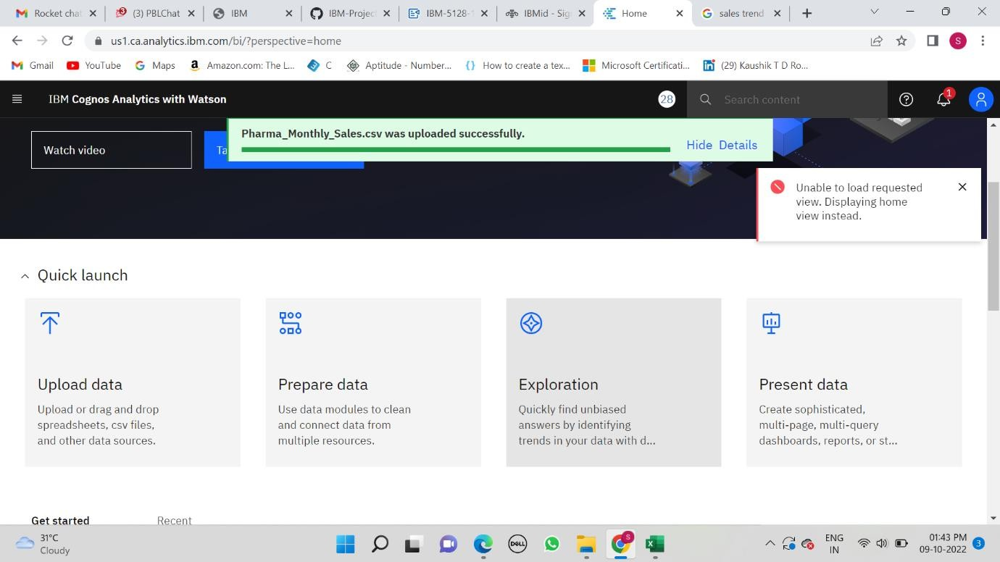 Rocket chat
(3) PBLChat
IBM
IBM-Project
IBM-5128-1
IBMid - Sig
Home
sales trend
us1.ca.analytics.ibm.com/bi/?perspective=home
S
Gmail
YouTube
Maps
Amazon.com: The L...
C
Aptitude - Number...
How to create a tex...
Microsoft Certificati...
(29) Kaushik T D Ro...
IBM Cognos Analytics with Watson
28
Search content
1
Pharma_Monthly_Sales.csv was uploaded successfully.
Hide Details
Watch video
Ta
Unable to load requested
view. Displaying home
view instead.
Quick launch
Upload data
Upload or drag and drop
spreadsheets, csv files,
and other data sources.
Prepare data
Use data modules to clean
and connect data from
multiple resources.
Exploration
Quickly find unbiased
answers by identifying
trends in your data with d...
Present data
Create sophisticated,
multi-page, multi-query
dashboards, reports, or st...
Get started
Recent
31°C
Cloudy
DELL
S
ENG
IN
01:43 PM
09-10-2022
3